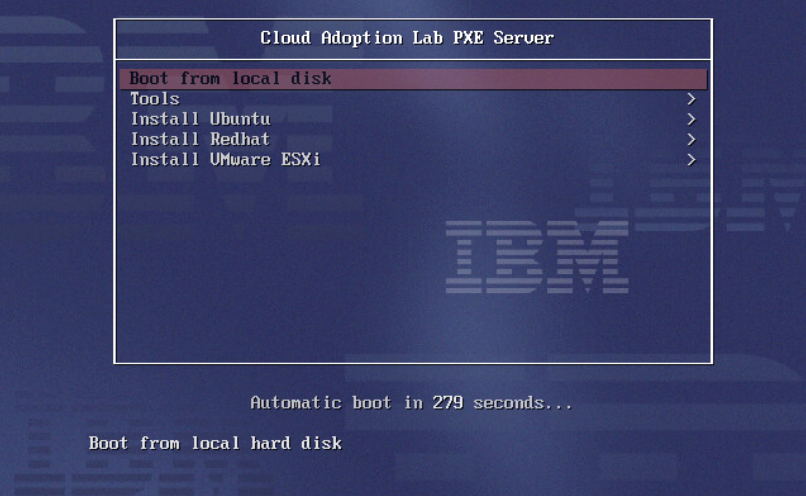 Cloud Adoption Lab PXE Server
Boot from local disk
Tools >
Install Ubuntu >
Install Redhat >
Install VMware ESXi >
IBM
IBM
Automatic boot in 279 seconds...
Boot from local hard disk